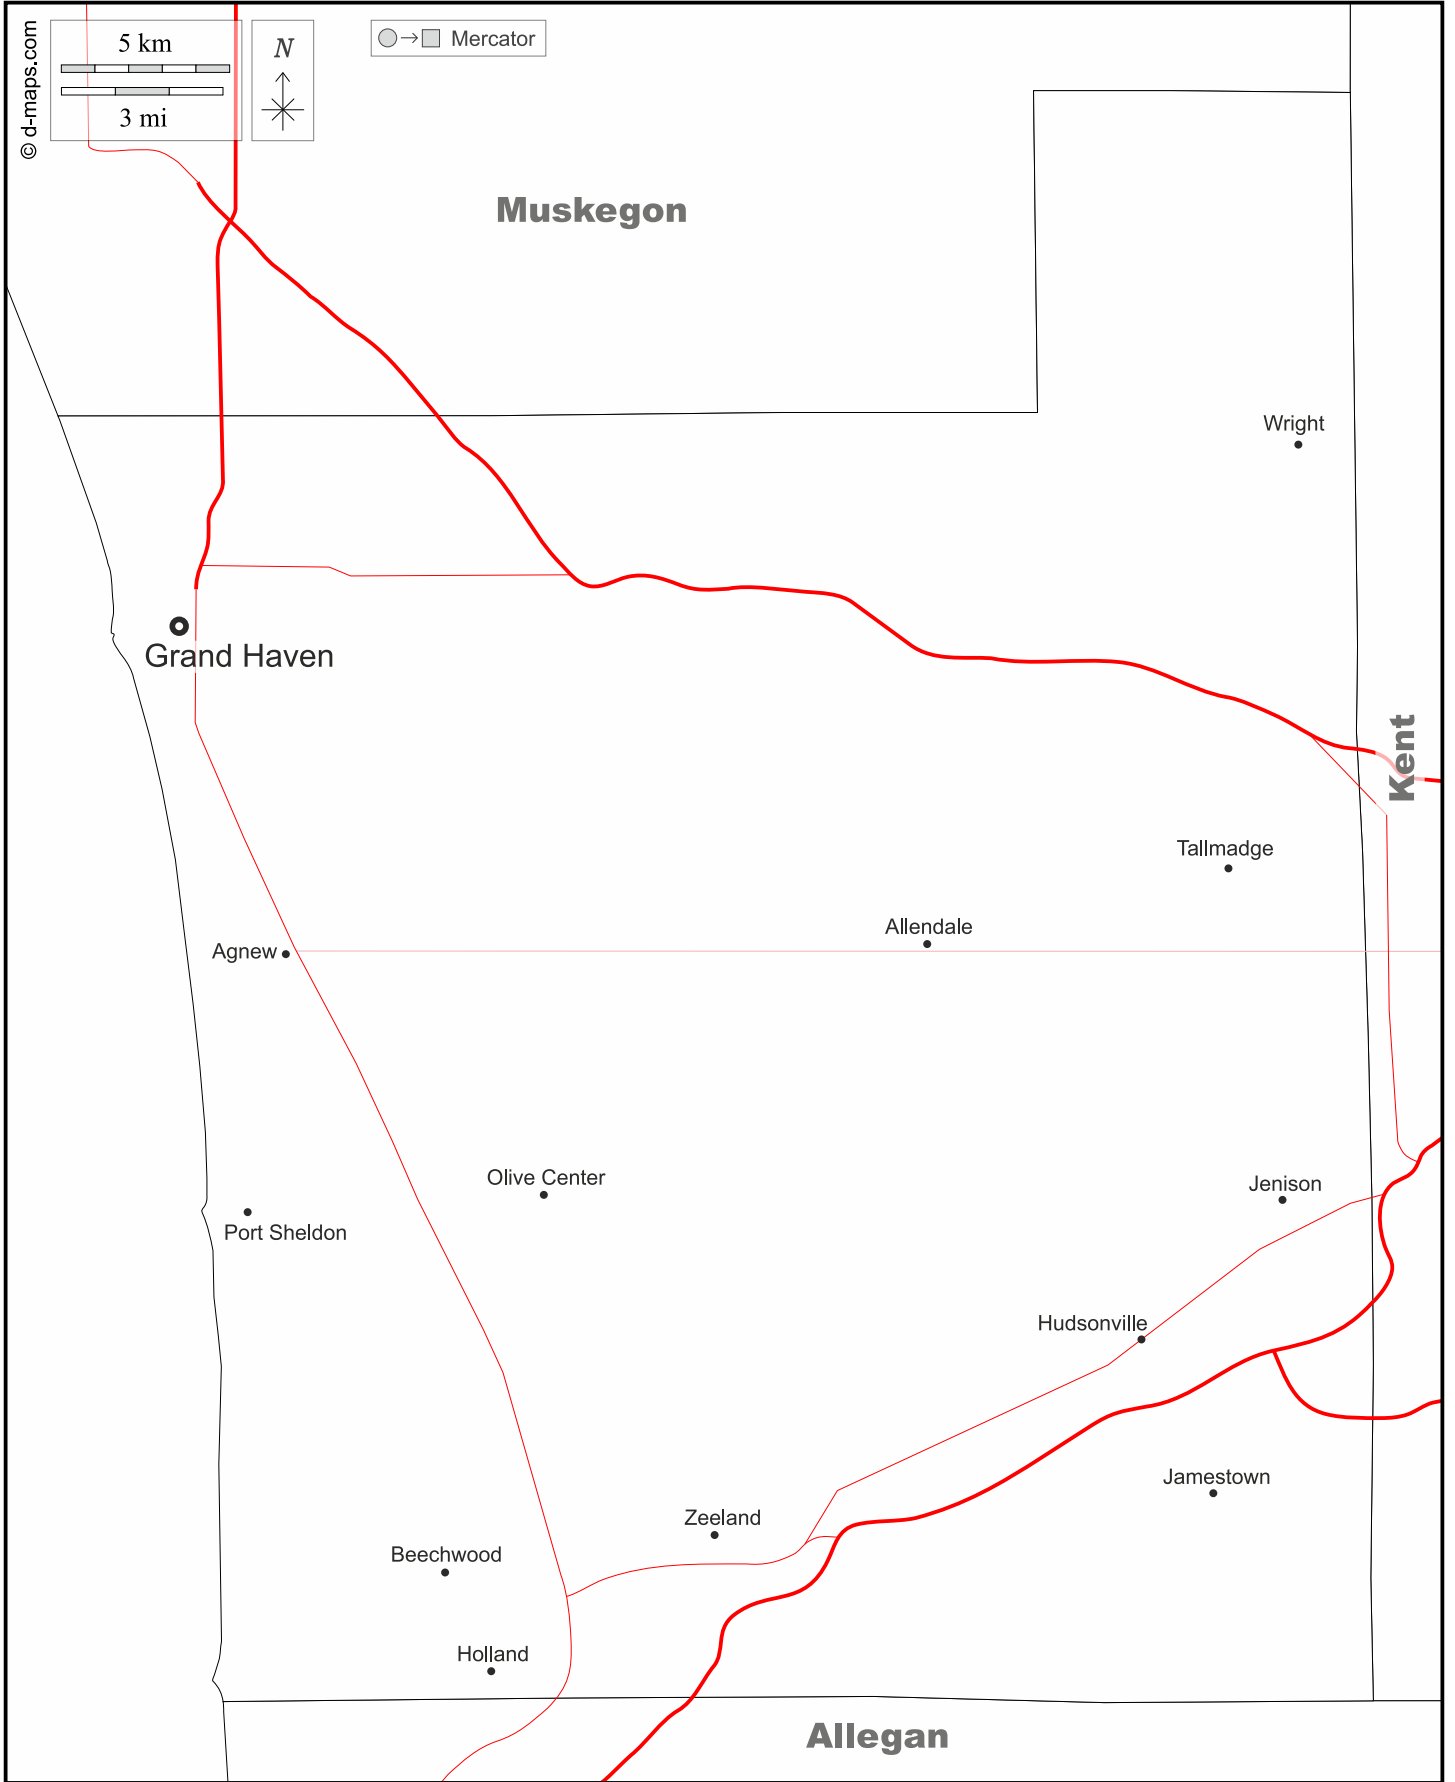 © d-maps.com
5 km
3 mi
N
Mercator
Muskegon
Wright
Grand Haven
Kent
Tallmadge
Allendale
Agnew
Olive Center
Jenison
Port Sheldon
Hudsonville
Jamestown
Zeeland
Beechwood
Holland
Allegan